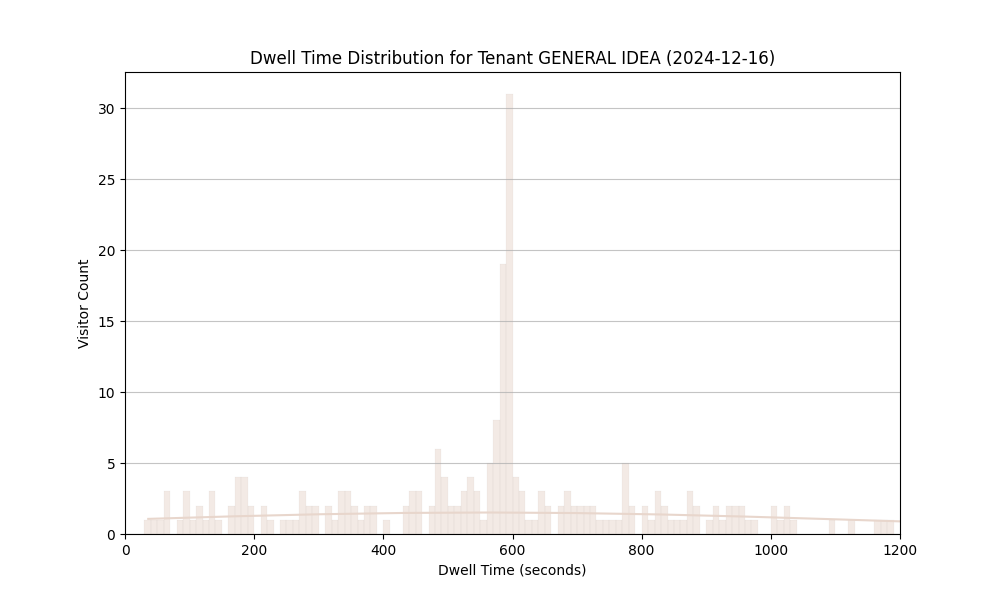 Dwell Time Distribution for Tenant GENERAL IDEA (2024-12-16)
Visitor Count
30
25
20
15
10
5
0
0 200 400 600 800 1000 1200
Dwell Time (seconds)